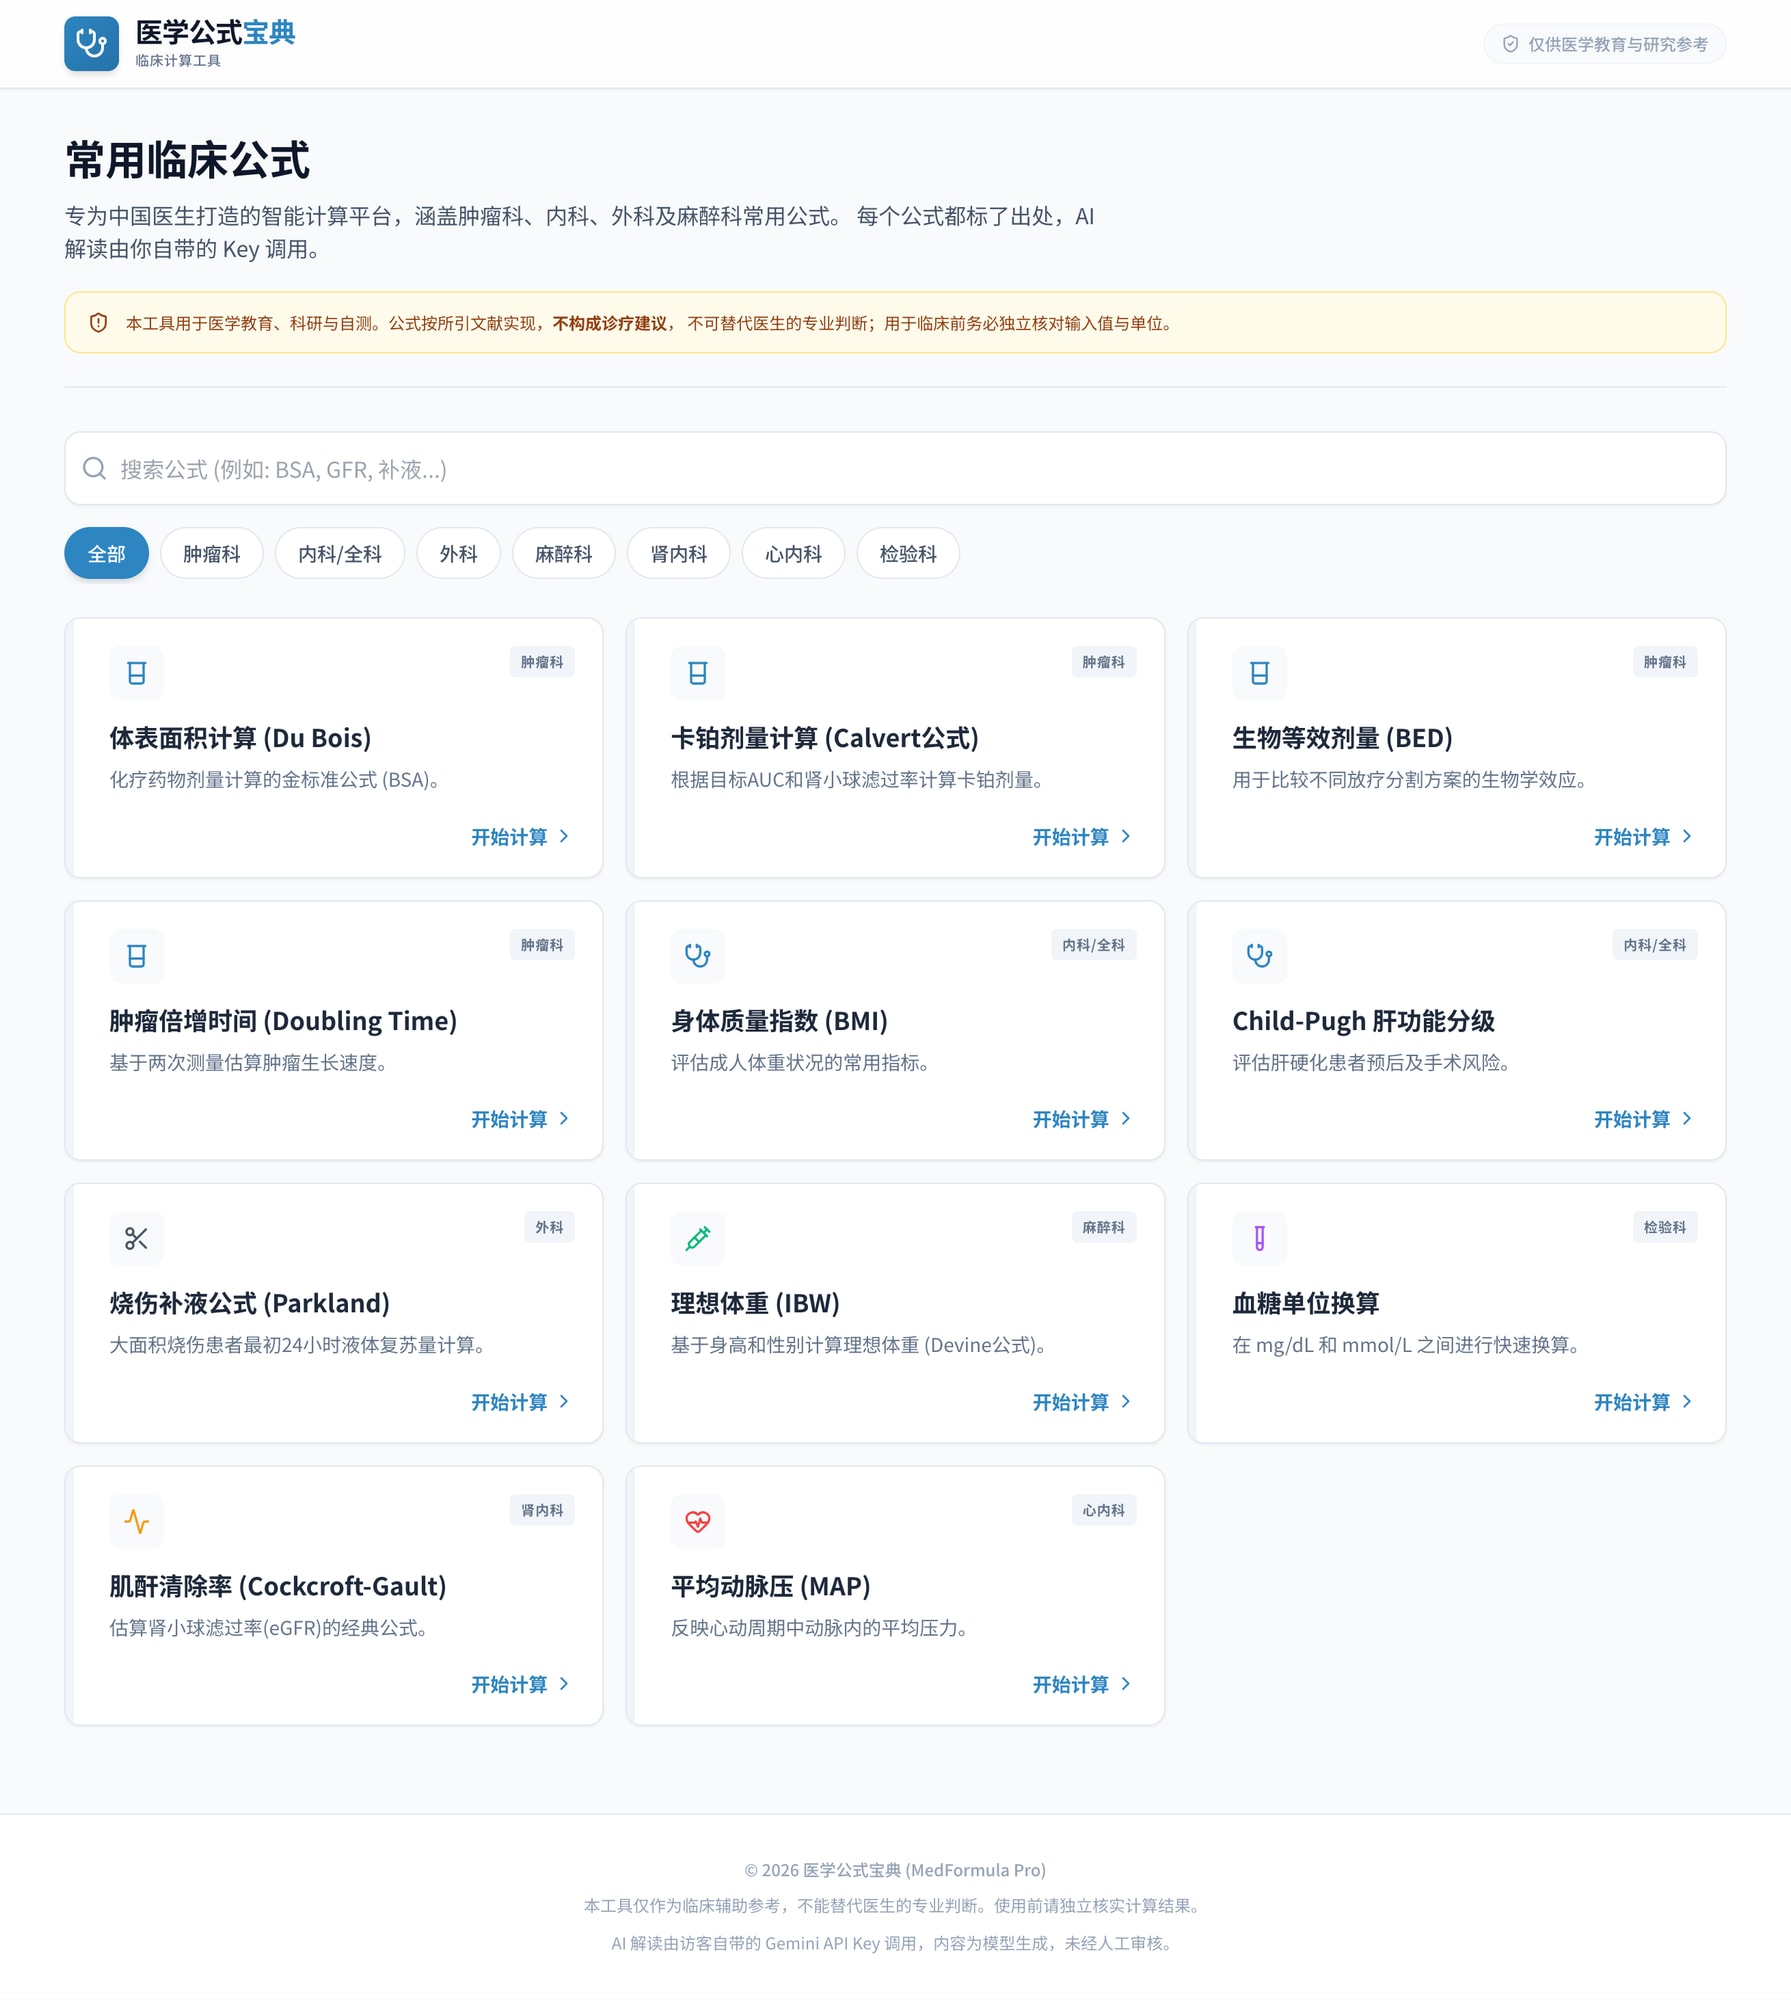 医学公式宝典
临床计算工具
仅供医学教育与研究参考
常用临床公式
专为中国医生打造的智能计算平台，涵盖肿瘤科、内科、外科及麻醉科常用公式。 每个公式都标了出处，AI
解读由你自带的 Key 调用。
本工具用于医学教育、科研与自测。公式按所引文献实现，不构成诊疗建议， 不可替代医生的专业判断；用于临床前务必独立核对输入值与单位。
搜索公式 (例如: BSA, GFR, 补液...)
全部 肿瘤科 内科/全科 外科 麻醉科 肾内科 心内科 检验科
肿瘤科
体表面积计算 (Du Bois)
化疗药物剂量计算的金标准公式 (BSA)。
开始计算
肿瘤科
卡铂剂量计算 (Calvert公式)
根据目标AUC和肾小球滤过率计算卡铂剂量。
开始计算
肿瘤科
生物等效剂量 (BED)
用于比较不同放疗分割方案的生物学效应。
开始计算
肿瘤科
肿瘤倍增时间 (Doubling Time)
基于两次测量估算肿瘤生长速度。
开始计算
内科/全科
身体质量指数 (BMI)
评估成人体重状况的常用指标。
开始计算
内科/全科
Child-Pugh 肝功能分级
评估肝硬化患者预后及手术风险。
开始计算
外科
烧伤补液公式 (Parkland)
大面积烧伤患者最初24小时液体复苏量计算。
开始计算
麻醉科
理想体重 (IBW)
基于身高和性别计算理想体重 (Devine公式)。
开始计算
检验科
血糖单位换算
在 mg/dL 和 mmol/L 之间进行快速换算。
开始计算
肾内科
肌酐清除率 (Cockcroft-Gault)
估算肾小球滤过率(eGFR)的经典公式。
开始计算
心内科
平均动脉压 (MAP)
反映心动周期中动脉内的平均压力。
开始计算
© 2026 医学公式宝典 (MedFormula Pro)
本工具仅作为临床辅助参考，不能替代医生的专业判断。使用前请独立核实计算结果。
AI 解读由访客自带的 Gemini API Key 调用，内容为模型生成，未经人工审核。